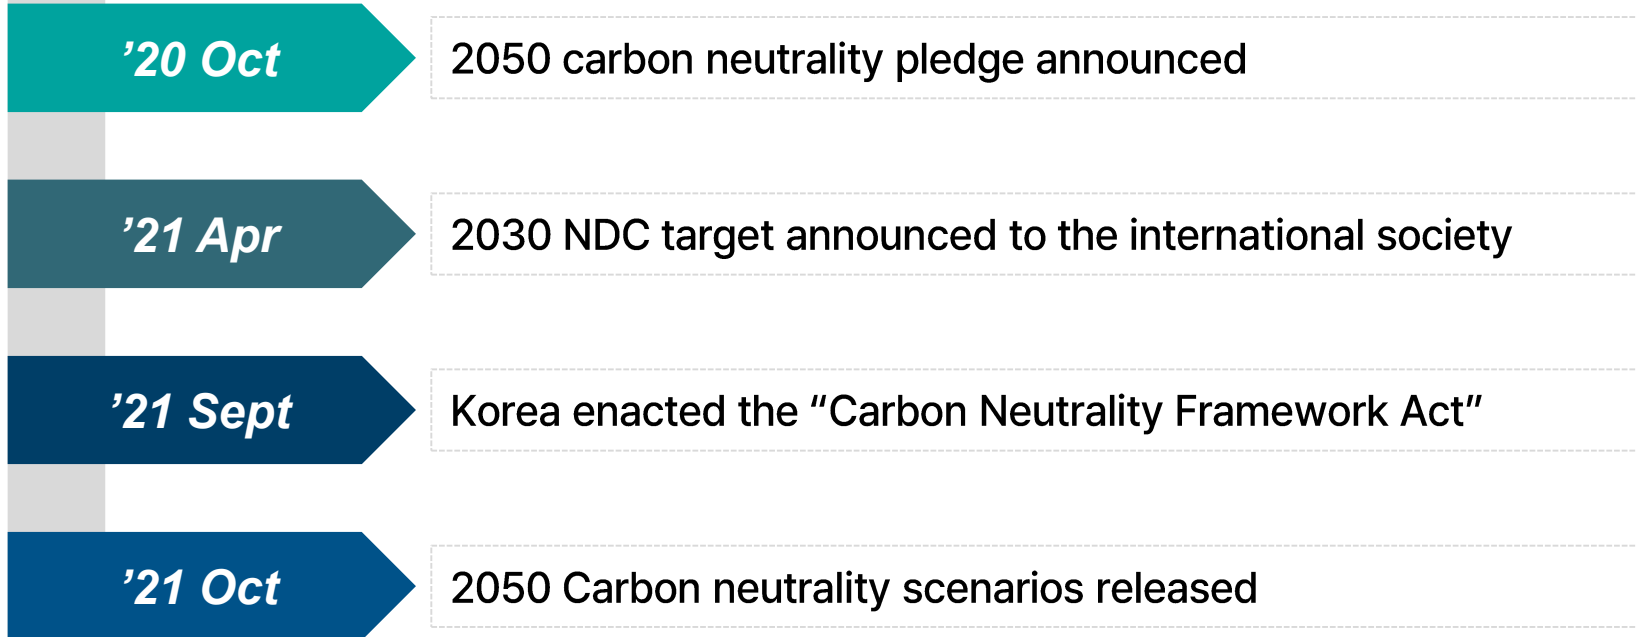 ’20 Oct
2050 carbon neutrality pledge announced
’21 Apr
2030 NDC target announced to the international society
’21 Sept
Korea enacted the “Carbon Neutrality Framework Act”
’21 Oct
2050 Carbon neutrality scenarios released